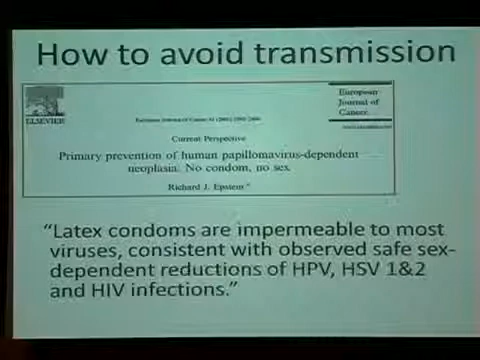 How to avoid transmission
ELSEVIER
European
Journal of
Cancer
Current Perspective
Primary prevention of human papillomavirus-dependent
neoplasia: No condom, no sex
Richard J. Epstein *
“Latex condoms are impermeable to most
viruses, consistent with observed safe sex-
dependent reductions of HPV, HSV 1&2
and HIV infections.”